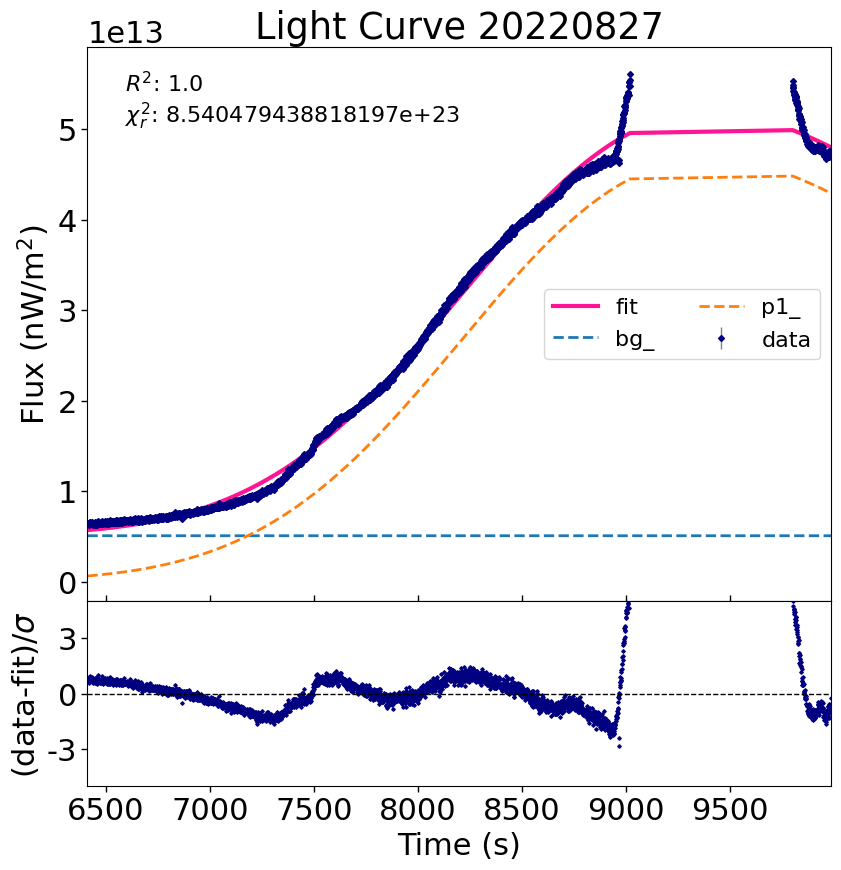 Light Curve 20220827
1e13
R²: 1.0
χ²ᵣ: 8.540479438818197e+23
Flux (nW/m²)
5
4
3
2
1
0
fit
bg_
p1_
data
(data-fit)/σ
3
0
-3
6500 7000 7500 8000 8500 9000 9500
Time (s)